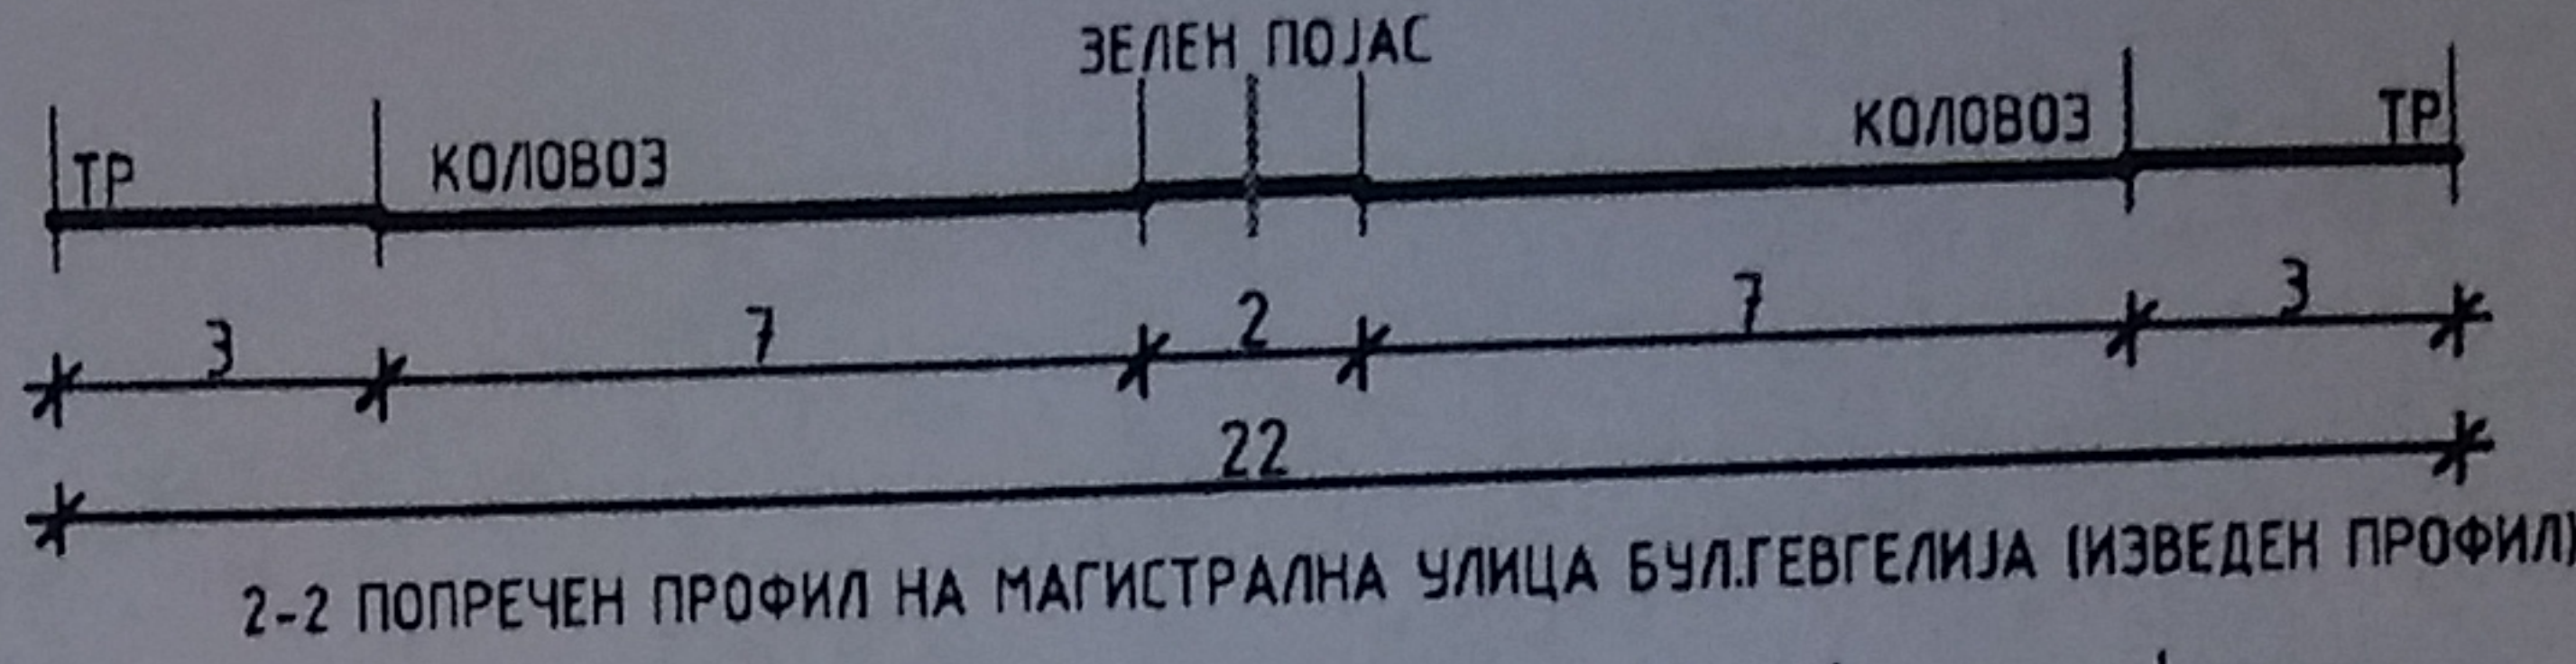 ЗЕЛЕН ПОЈАС
ТР КОЛОВОЗ КОЛОВОЗ ТР
3 7 2 7 3
22
2-2 ПОПРЕЧЕН ПРОФИЛ НА МАГИСТРАЛНА УЛИЦА БУЛ.ГЕВГЕЛИЈА (ИЗВЕДЕН ПРОФИЛ)